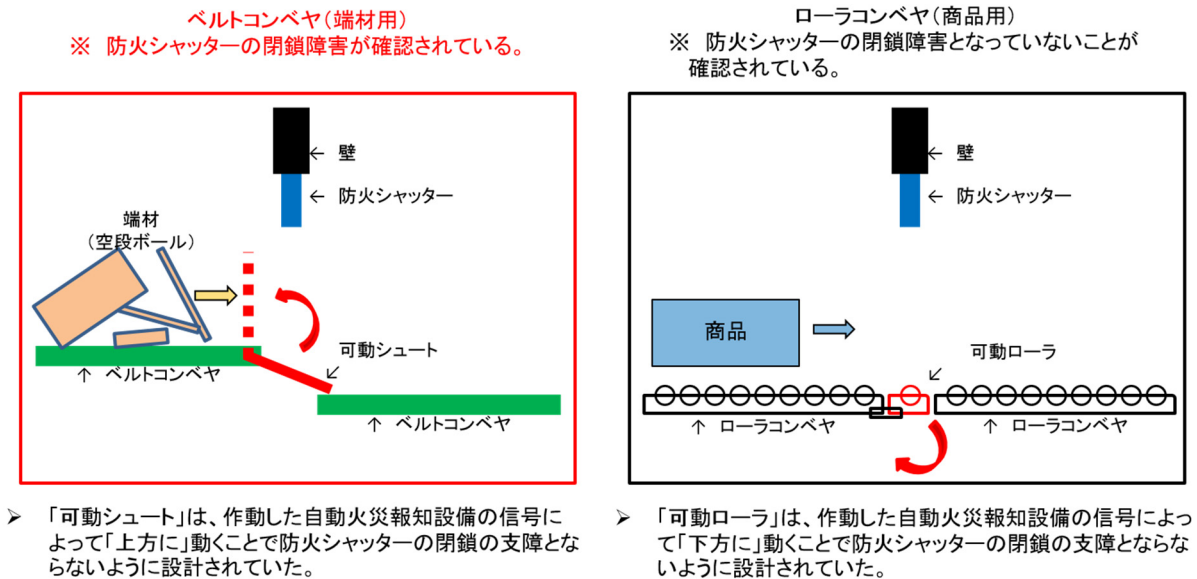 ベルトコンベヤ(端材用)
※ 防火シャッターの閉鎖障害が確認されている。
← 壁
← 防火シャッター
端材
(空段ボール)
可動シュート
↙
↑ ベルトコンベヤ
↑ ベルトコンベヤ
➢ 「可動シュート」は、作動した自動火災報知設備の信号に
よって「上方に」動くことで防火シャッターの閉鎖の支障とな
らないように設計されていた。
ローラコンベヤ(商品用)
※ 防火シャッターの閉鎖障害となっていないことが
確認されている。
← 壁
← 防火シャッター
商品
可動ローラ
↙
↑ ローラコンベヤ
↑ ローラコンベヤ
➢ 「可動ローラ」は、作動した自動火災報知設備の信号によっ
て「下方に」動くことで防火シャッターの閉鎖の支障とならな
いように設計されていた。